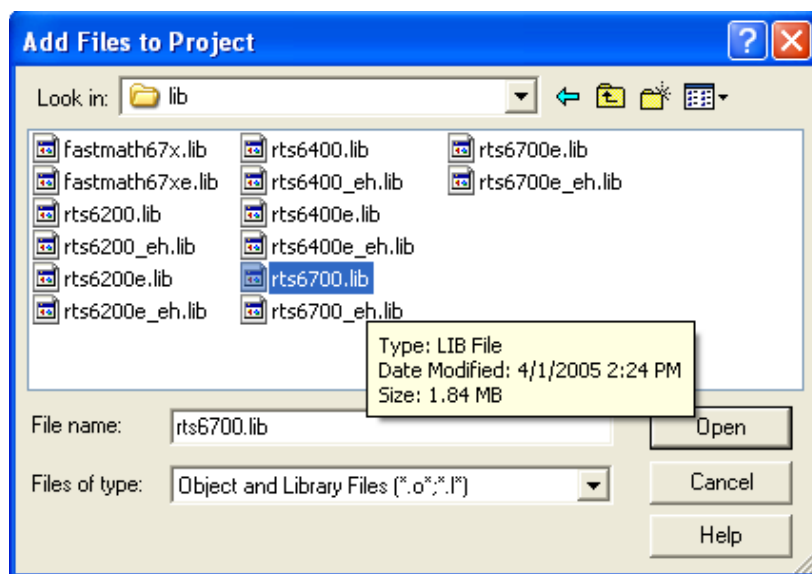 Add Files to Project
Look in: lib
fastmath67x.lib
fastmath67xe.lib
rts6200.lib
rts6200_eh.lib
rts6200e.lib
rts6200e_eh.lib
rts6400.lib
rts6400_eh.lib
rts6400e.lib
rts6400e_eh.lib
rts6700.lib
rts6700_eh.lib
rts6700e.lib
rts6700e_eh.lib
Type: LIB File
Date Modified: 4/1/2005 2:24 PM
Size: 1.84 MB
File name: rts6700.lib Open
Files of type: Object and Library Files (*.o*;*.l*) Cancel
Help